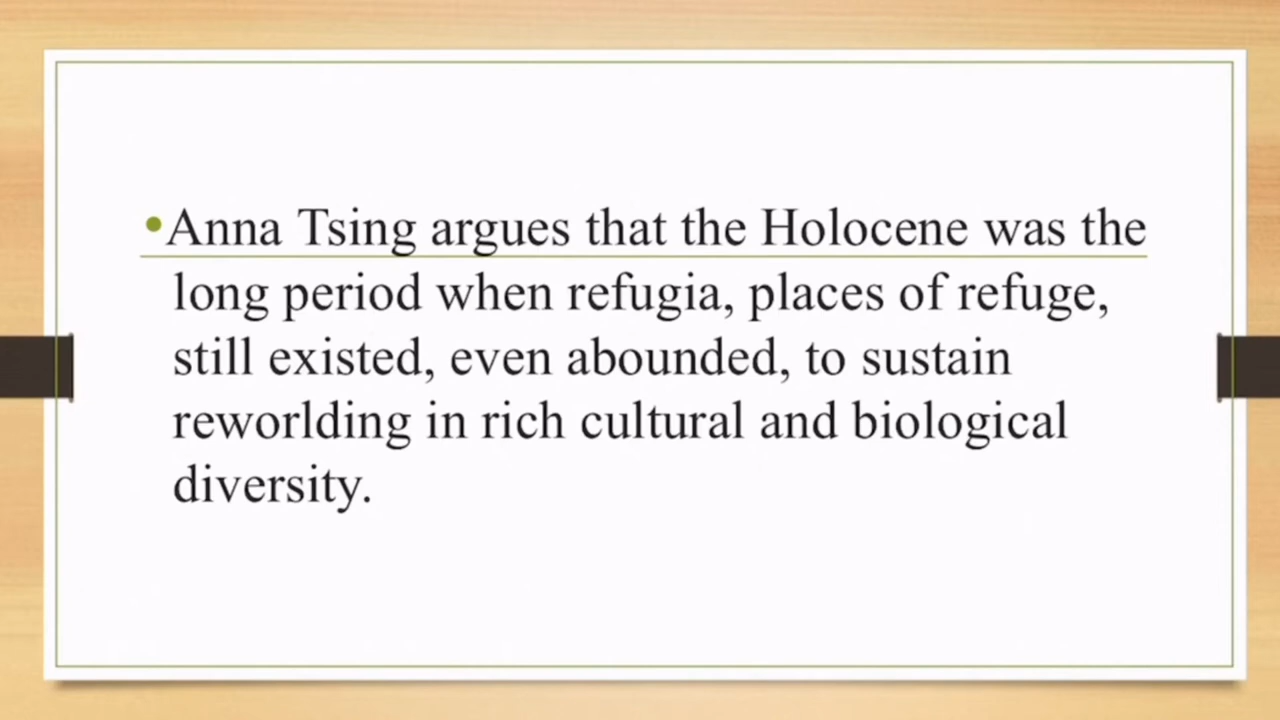 •Anna Tsing argues that the Holocene was the
long period when refugia, places of refuge,
still existed, even abounded, to sustain
reworlding in rich cultural and biological
diversity.